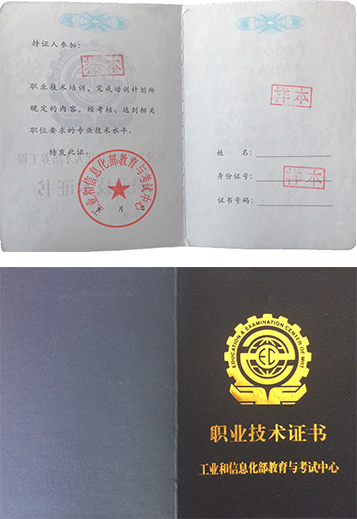 持证人参加:
样本
职业技术培训,完成培训计划所
规定的内容,经考核,达到相关
职位要求的专业技术水平。
特发此证。
工业和信息化部教育与考试中心
年 月 日
样本
姓 名:
身份证号:
样本
证书号码:
EDUCATION & EXAMINATION CENTER OF MIIT
EC
职业技术证书
工业和信息化部教育与考试中心